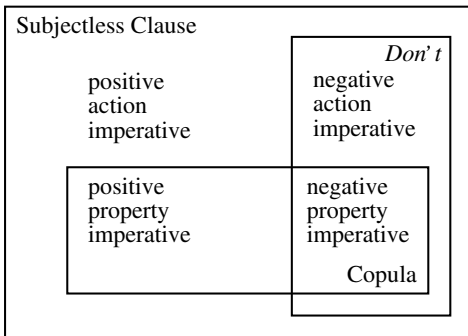 Subjectless Clause
Don't
positive
action
imperative
negative
action
imperative
positive
property
imperative
negative
property
imperative
Copula